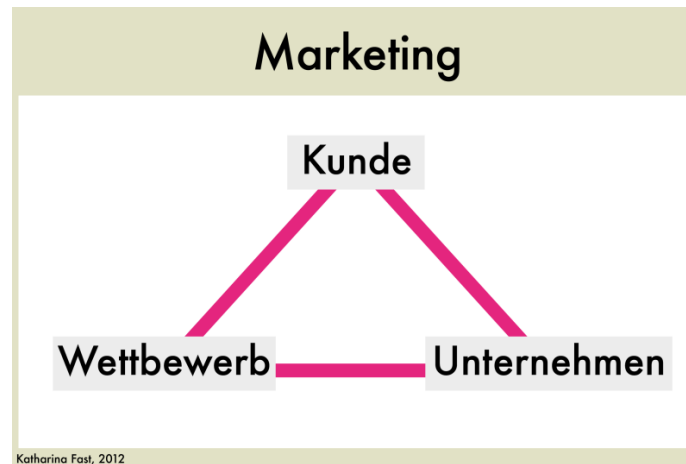 Marketing
Kunde
Wettbewerb
Unternehmen
Katharina Fast, 2012